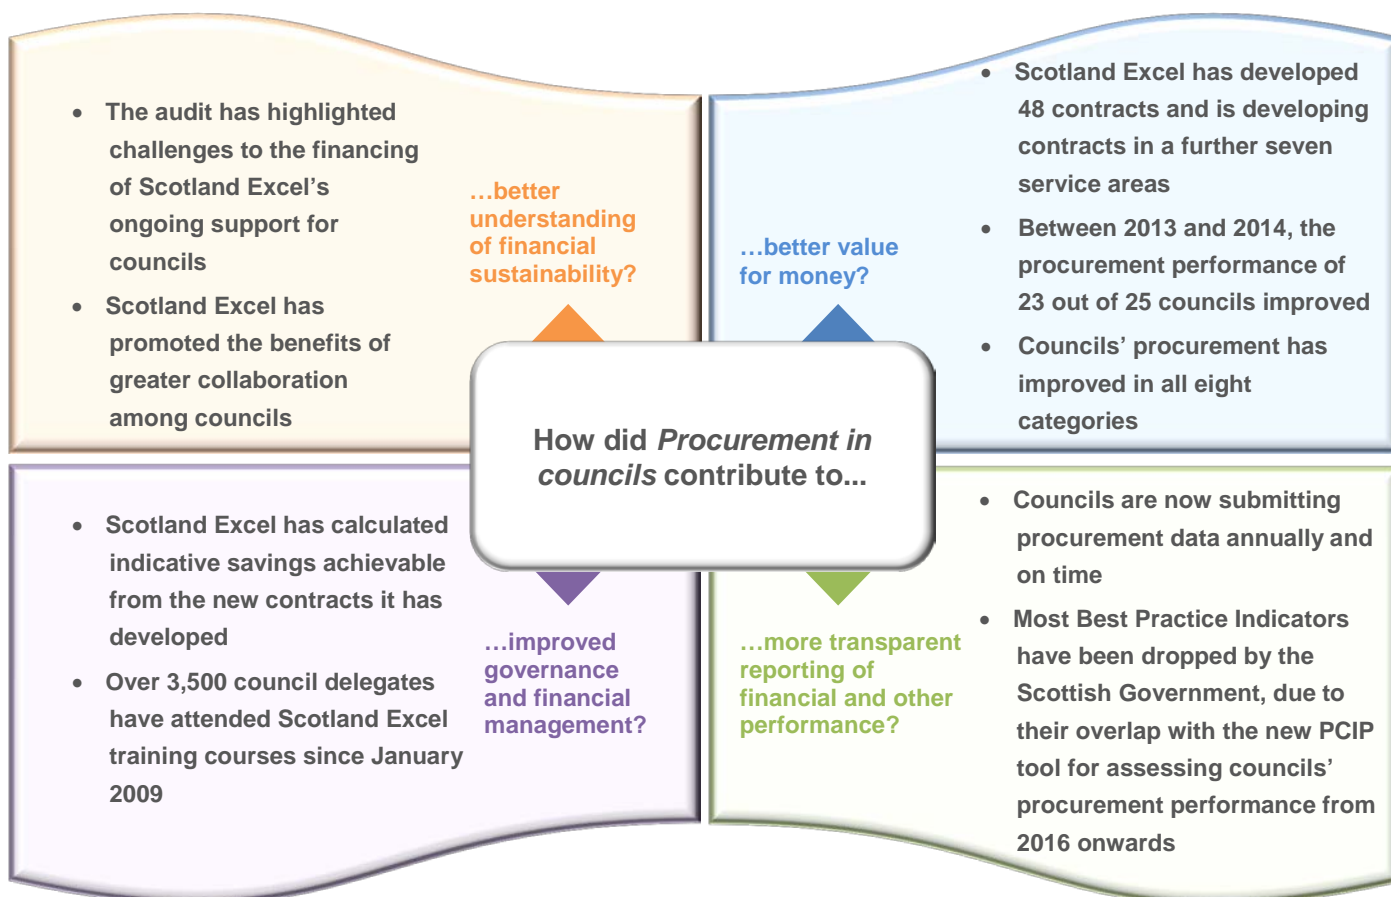 • The audit has highlighted
challenges to the financing
of Scotland Excel’s
ongoing support for
councils
• Scotland Excel has
promoted the benefits of
greater collaboration
among councils
…better
understanding
of financial
sustainability?
…better value
for money?
• Scotland Excel has developed
48 contracts and is developing
contracts in a further seven
service areas
• Between 2013 and 2014, the
procurement performance of
23 out of 25 councils improved
• Councils’ procurement has
improved in all eight
categories
How did Procurement in
councils contribute to...
• Scotland Excel has calculated
indicative savings achievable
from the new contracts it has
developed
• Over 3,500 council delegates
have attended Scotland Excel
training courses since January
2009
…improved
governance
and financial
management?
…more transparent
reporting of
financial and other
performance?
• Councils are now submitting
procurement data annually and
on time
• Most Best Practice Indicators
have been dropped by the
Scottish Government, due to
their overlap with the new PCIP
tool for assessing councils’
procurement performance from
2016 onwards